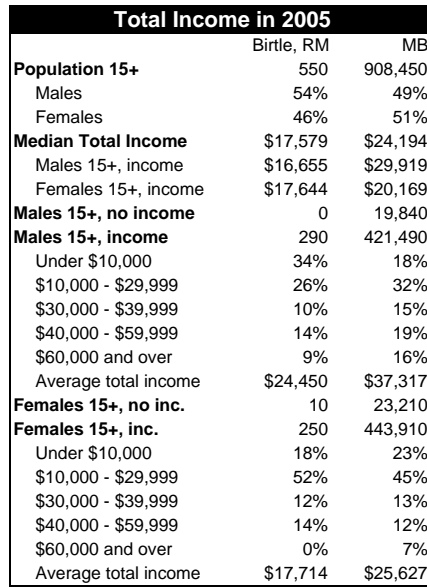 Total Income in 2005
Birtle, RM MB
Population 15+ 550 908,450
Males 54% 49%
Females 46% 51%
Median Total Income $17,579 $24,194
Males 15+, income $16,655 $29,919
Females 15+, income $17,644 $20,169
Males 15+, no income 0 19,840
Males 15+, income 290 421,490
Under $10,000 34% 18%
$10,000 - $29,999 26% 32%
$30,000 - $39,999 10% 15%
$40,000 - $59,999 14% 19%
$60,000 and over 9% 16%
Average total income $24,450 $37,317
Females 15+, no inc. 10 23,210
Females 15+, inc. 250 443,910
Under $10,000 18% 23%
$10,000 - $29,999 52% 45%
$30,000 - $39,999 12% 13%
$40,000 - $59,999 14% 12%
$60,000 and over 0% 7%
Average total income $17,714 $25,627